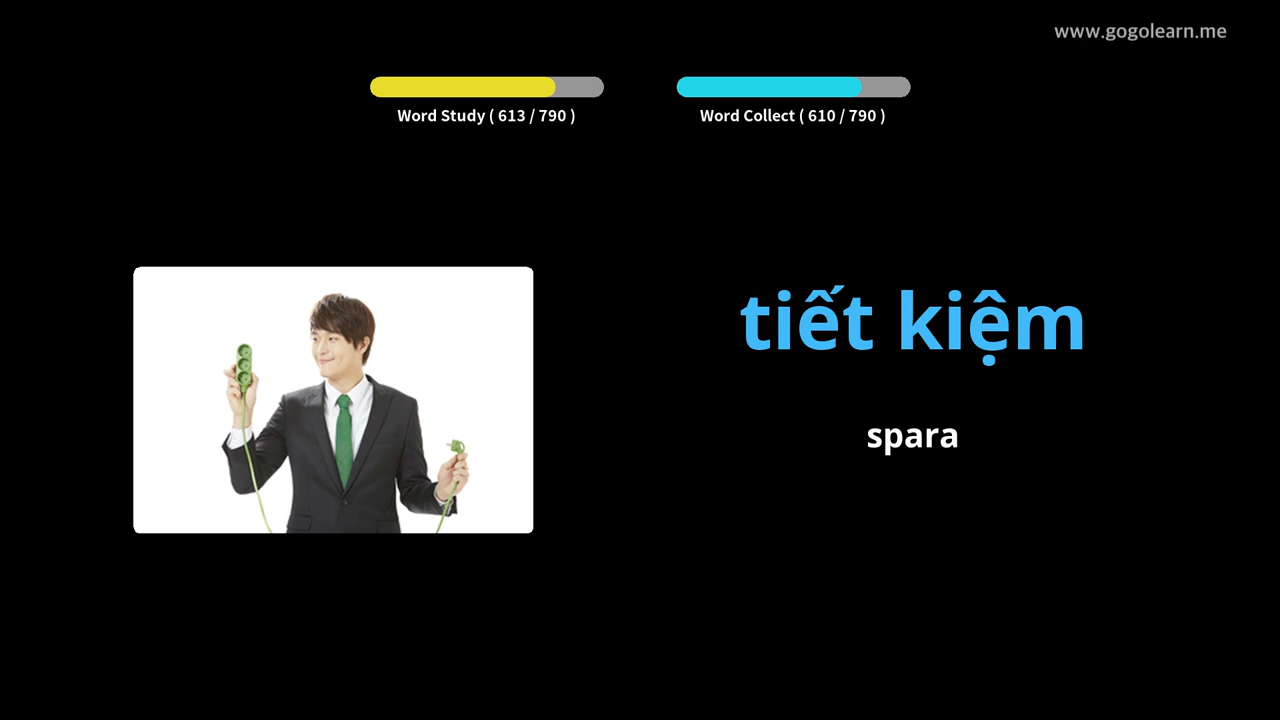 www.gogolearn.me
Word Study ( 613 / 790 )
Word Collect ( 610 / 790 )
tiết kiệm
spara